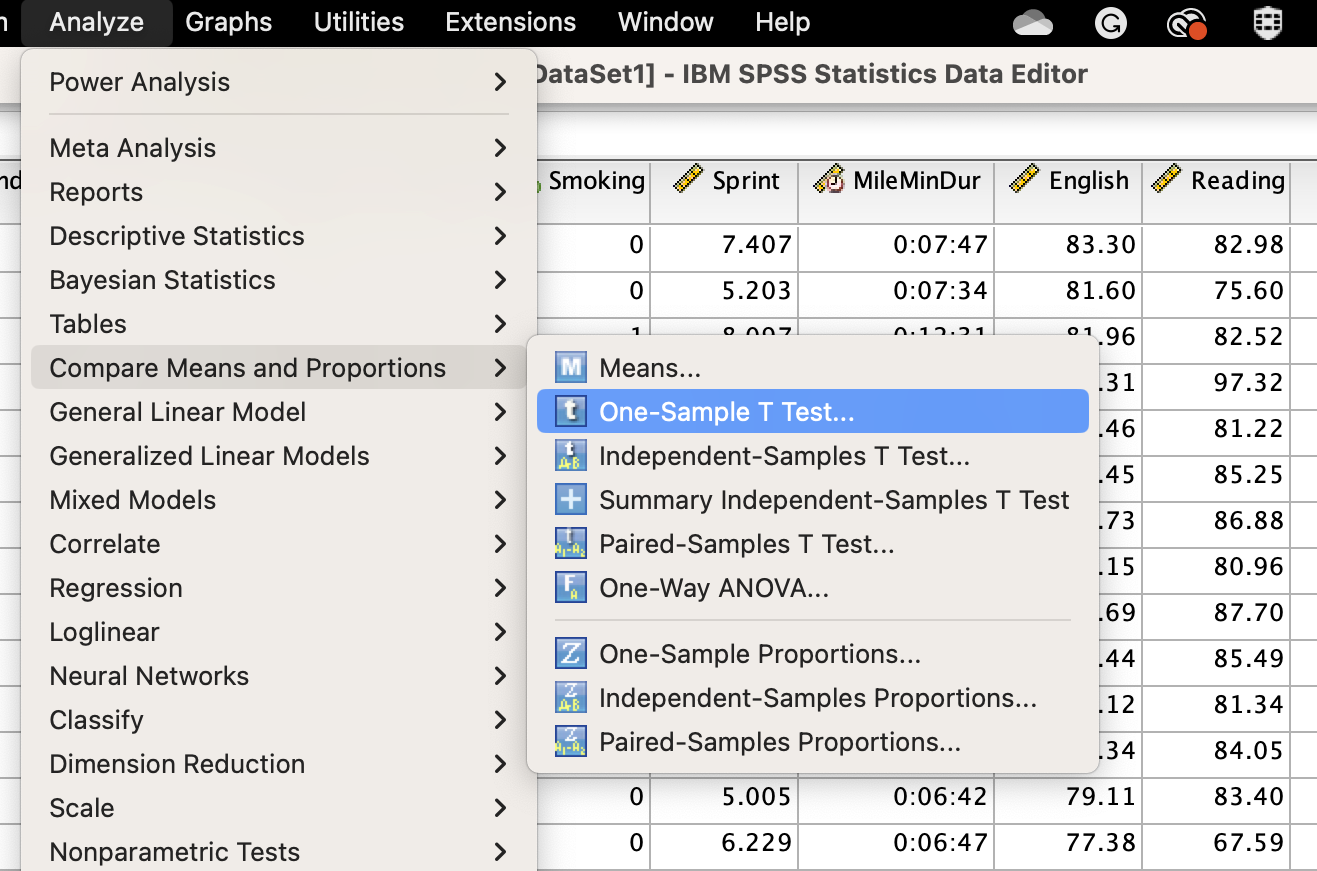 Analyze Graphs Utilities Extensions Window Help
DataSet1] - IBM SPSS Statistics Data Editor
Power Analysis
Meta Analysis
Reports
Descriptive Statistics
Bayesian Statistics
Tables
Compare Means and Proportions
General Linear Model
Generalized Linear Models
Mixed Models
Correlate
Regression
Loglinear
Neural Networks
Classify
Dimension Reduction
Scale
Nonparametric Tests
Means...
One-Sample T Test...
Independent-Samples T Test...
Summary Independent-Samples T Test
Paired-Samples T Test...
One-Way ANOVA...
One-Sample Proportions...
Independent-Samples Proportions...
Paired-Samples Proportions...
Smoking Sprint MileMinDur English Reading
0 7.407 0:07:47 83.30 82.98
0 5.203 0:07:34 81.60 75.60
1 8.097 0:12:31 81.96 82.52
.31 97.32
.46 81.22
.45 85.25
.73 86.88
.15 80.96
.69 87.70
.44 85.49
.12 81.34
.34 84.05
0 5.005 0:06:42 79.11 83.40
0 6.229 0:06:47 77.38 67.59